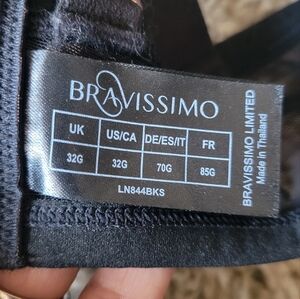 BRAVISSIMO
UK US/CA DE/ES/IT FR
32G 32G 70G 85G
LN844BKS
BRAVISSIMO LIMITED
Made in Thailand